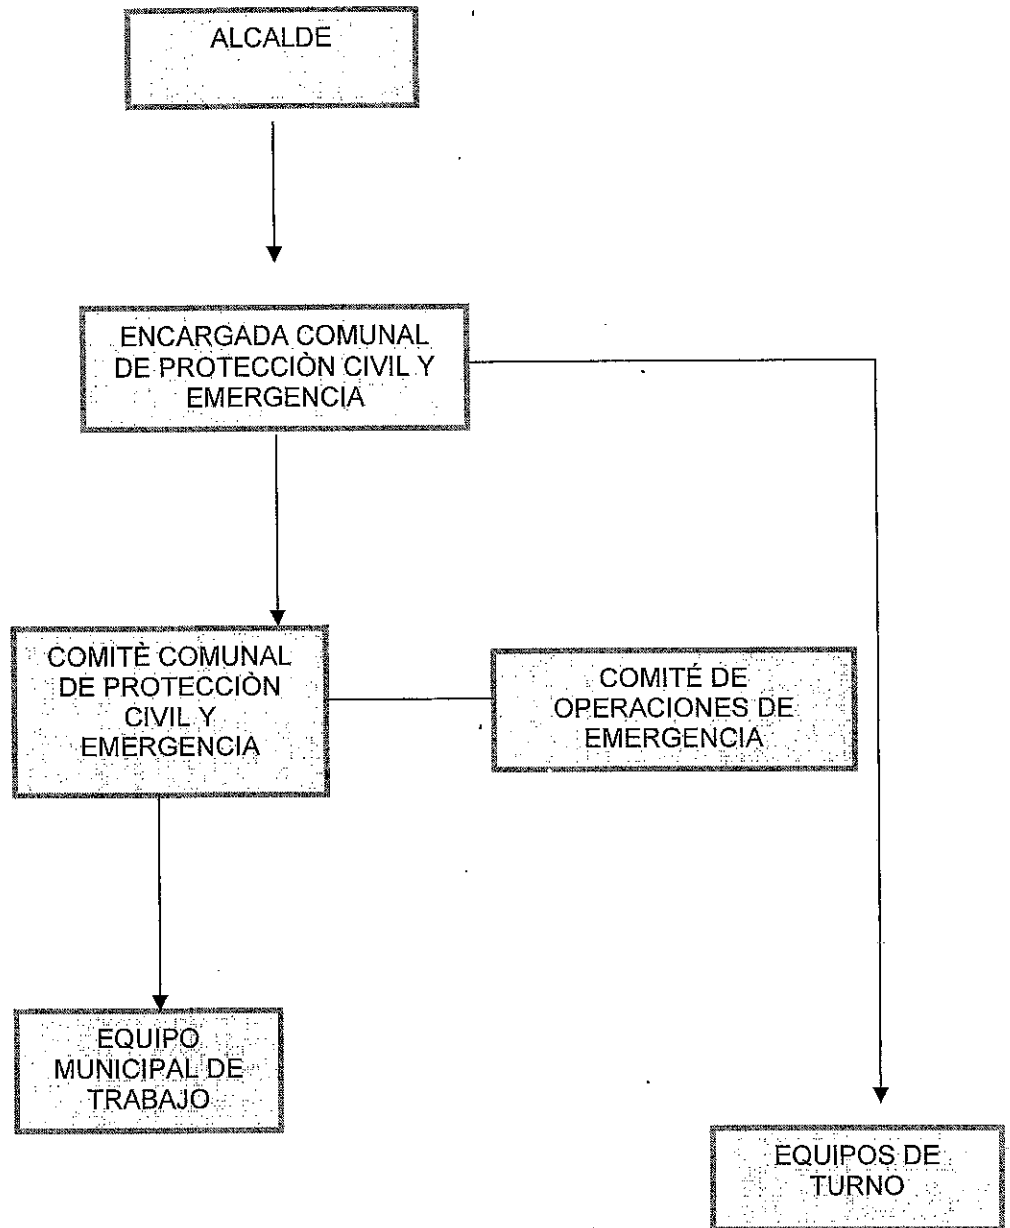 ALCALDE
ENCARGADA COMUNAL
DE PROTECCIÒN CIVIL Y
EMERGENCIA
COMITÈ COMUNAL
DE PROTECCIÒN
CIVIL Y
EMERGENCIA
COMITÉ DE
OPERACIONES DE
EMERGENCIA
EQUIPO
MUNICIPAL DE
TRABAJO
EQUIPOS DE
TURNO